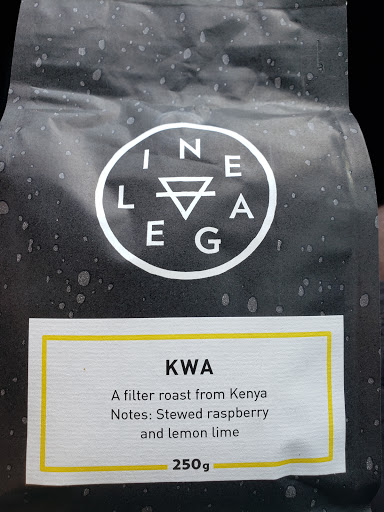 LINEAGE
KWA
A filter roast from Kenya
Notes: Stewed raspberry
and lemon lime
250g